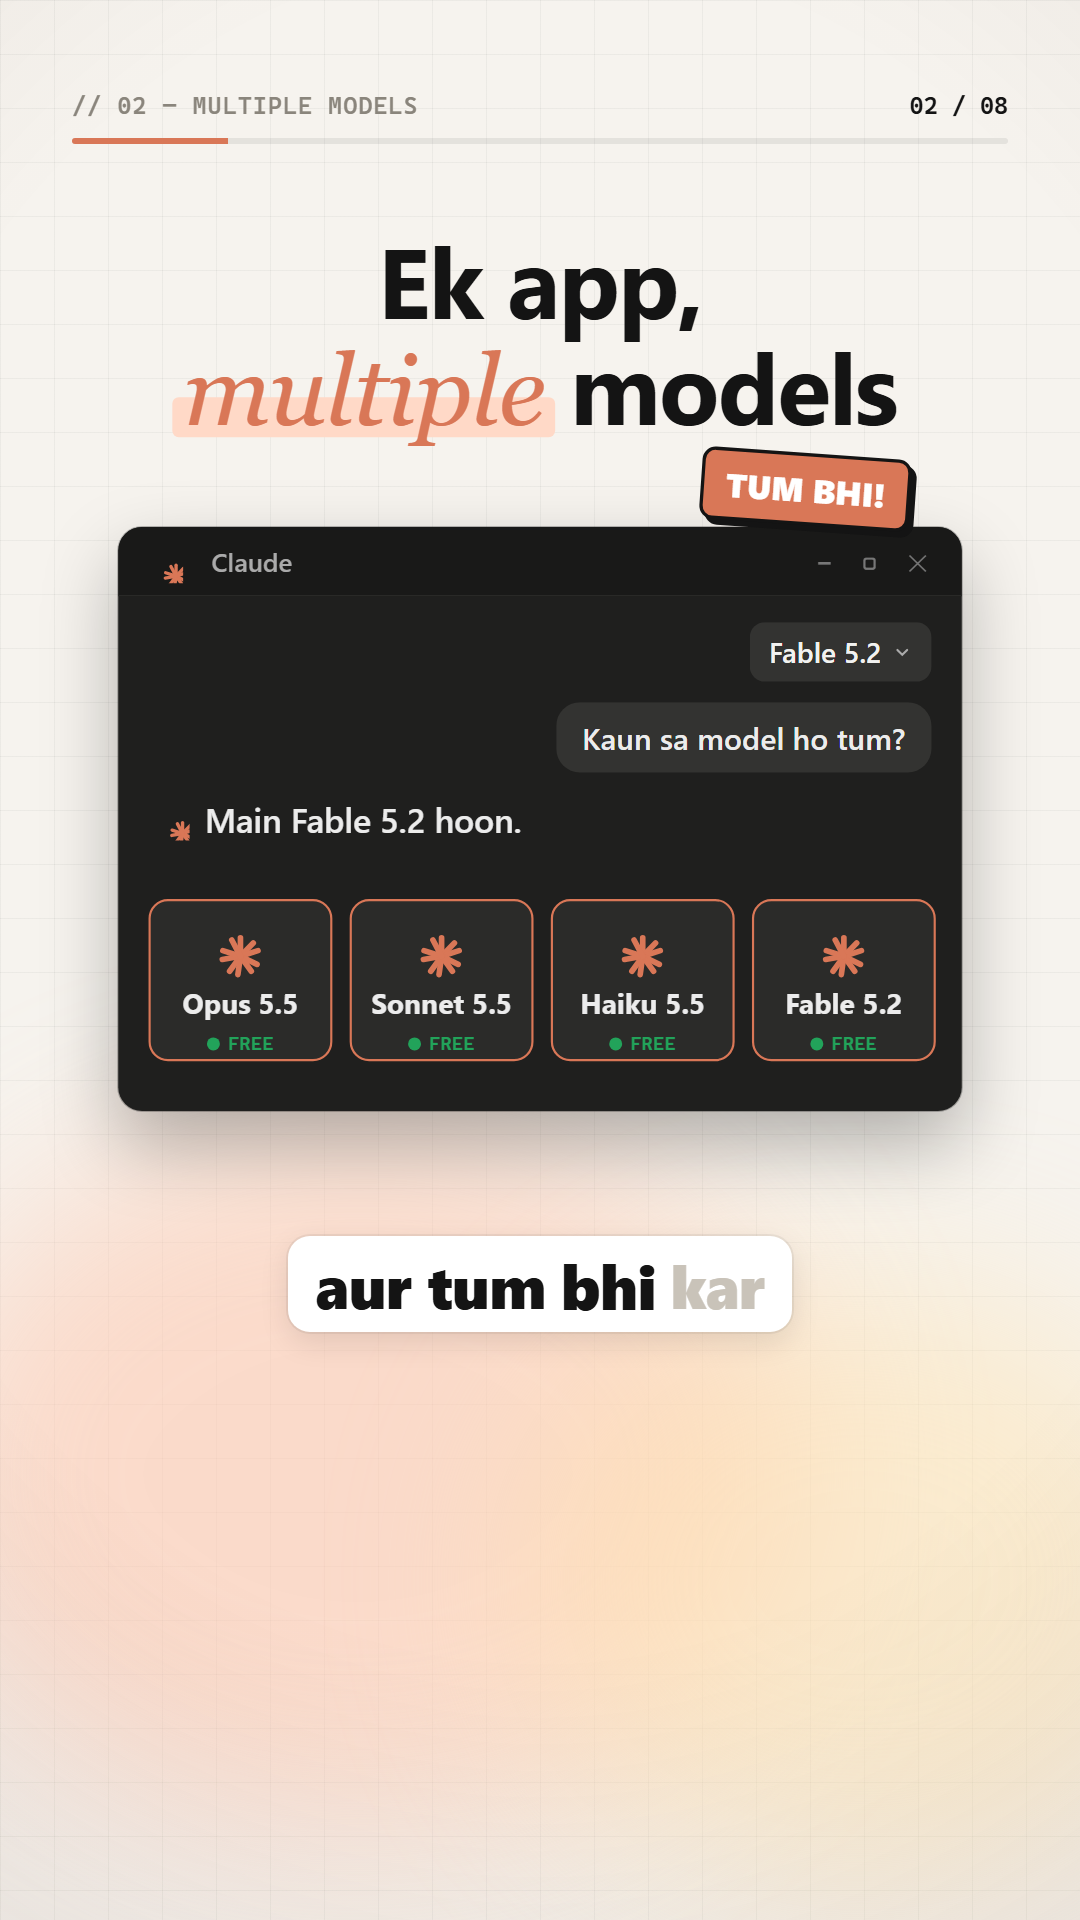 // 02 — MULTIPLE MODELS
02 / 08
Ek app,
multiple models
TUM BHI!
Claude
Fable 5.2
Kaun sa model ho tum?
Main Fable 5.2 hoon.
Opus 5.5
FREE
Sonnet 5.5
FREE
Haiku 5.5
FREE
Fable 5.2
FREE
aur tum bhi kar